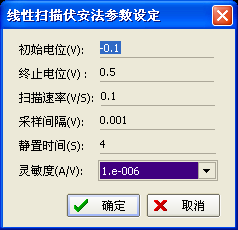 线性扫描伏安法参数设定
初始电位(V): -0.1
终止电位(V) : 0.5
扫描速率(V/S): 0.1
采样间隔(V): 0.001
静置时间(S): 4
灵敏度(A/V): 1.e-006
确定 取消